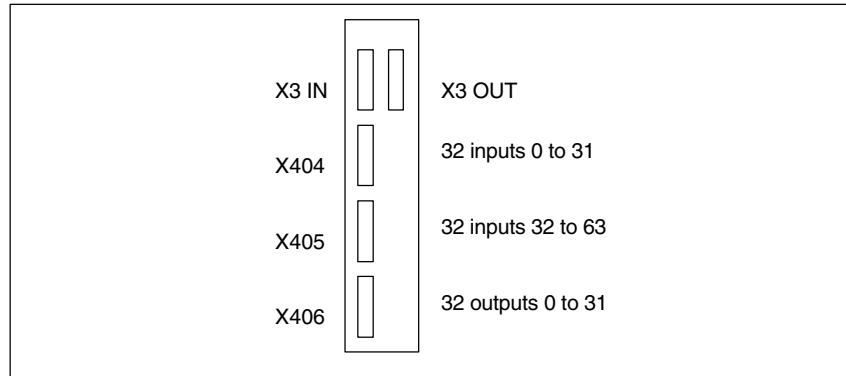 X3 IN X3 OUT
X404 32 inputs 0 to 31
X405 32 inputs 32 to 63
X406 32 outputs 0 to 31